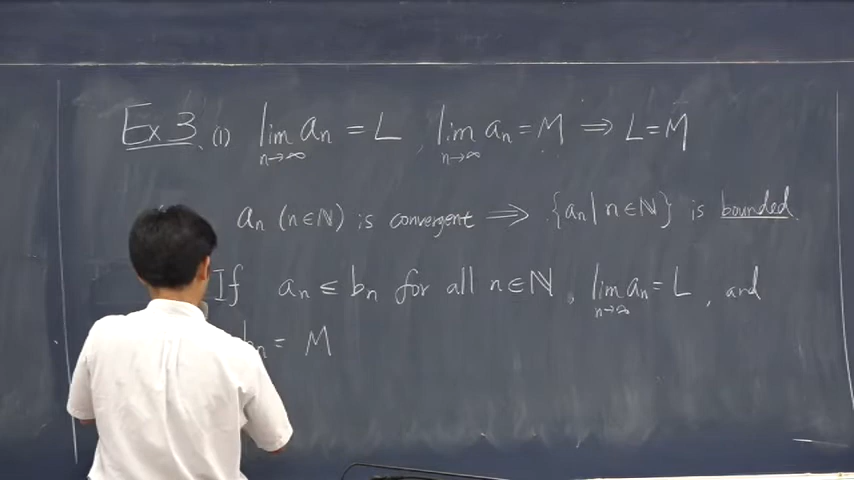 Ex 3. (1) lim n→∞ an = L, lim n→∞ an = M ⇒ L = M
an (n∈ℕ) is convergent ⇒ {an | n∈ℕ} is bounded.
If an ≤ bn for all n∈ℕ, lim n→∞ an = L, and
bn = M